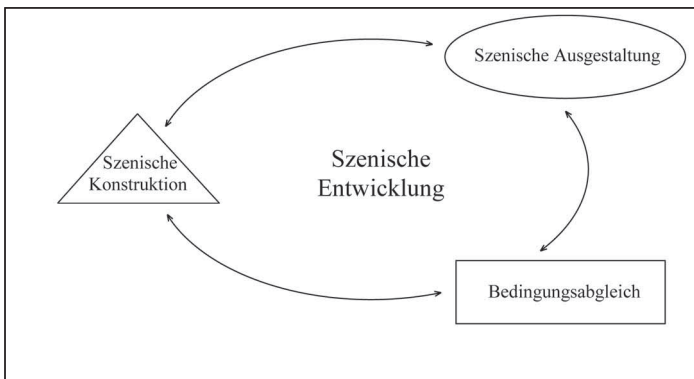 Szenische Ausgestaltung
Szenische
Konstruktion
Szenische
Entwicklung
Bedingungsabgleich